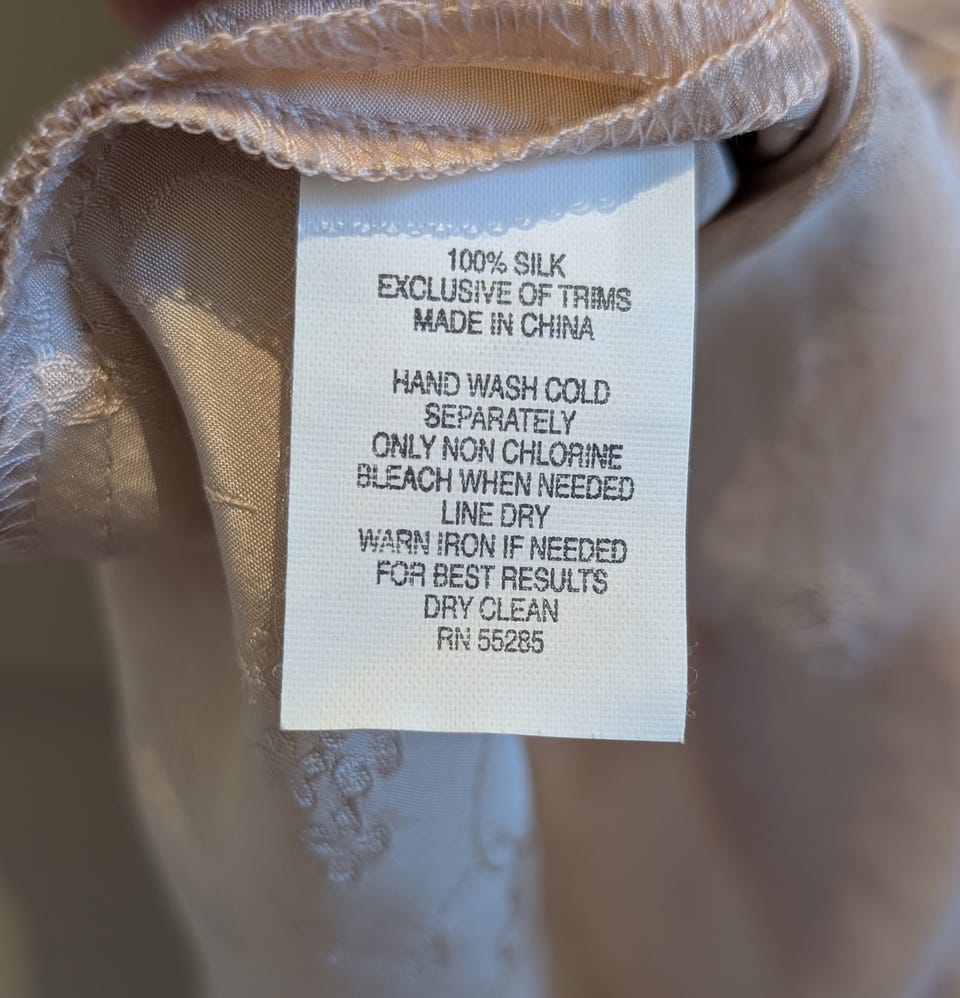 100% SILK
EXCLUSIVE OF TRIMS
MADE IN CHINA
HAND WASH COLD
SEPARATELY
ONLY NON CHLORINE
BLEACH WHEN NEEDED
LINE DRY
WARN IRON IF NEEDED
FOR BEST RESULTS
DRY CLEAN
RN 55285